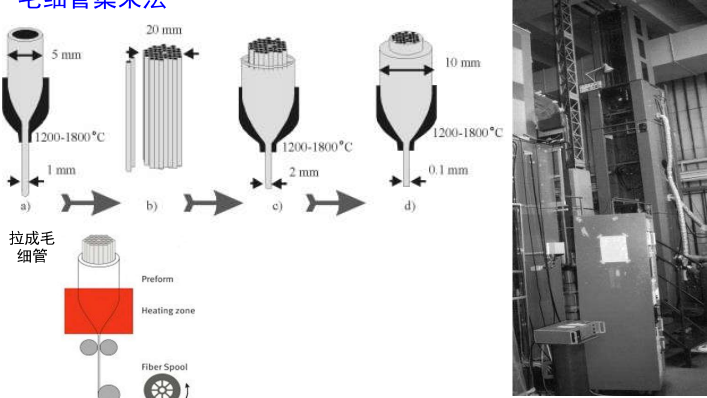 毛细管集束法
5 mm
1200-1800°C
1 mm
a)
20 mm
b)
1200-1800°C
2 mm
c)
10 mm
1200-1800°C
0.1 mm
d)
拉成毛
细管
Preform
Heating zone
Fiber Spool